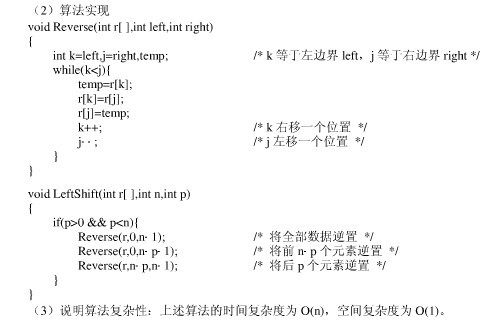 （2）算法实现
void Reverse(int r[ ],int left,int right)
{
int k=left,j=right,temp; /* k 等于左边界 left，j 等于右边界 right */
while(k<j){
temp=r[k];
r[k]=r[j];
r[j]=temp;
k++; /* k 右移一个位置 */
j- - ; /* j 左移一个位置 */
}
}
void LeftShift(int r[ ],int n,int p)
{
if(p>0 && p<n){
Reverse(r,0,n- 1); /* 将全部数据逆置 */
Reverse(r,0,n- p-1); /* 将前 n- p 个元素逆置 */
Reverse(r,n- p,n- 1); /* 将后 p 个元素逆置 */
}
}
（3）说明算法复杂性：上述算法的时间复杂度为 O(n)，空间复杂度为 O(1)。